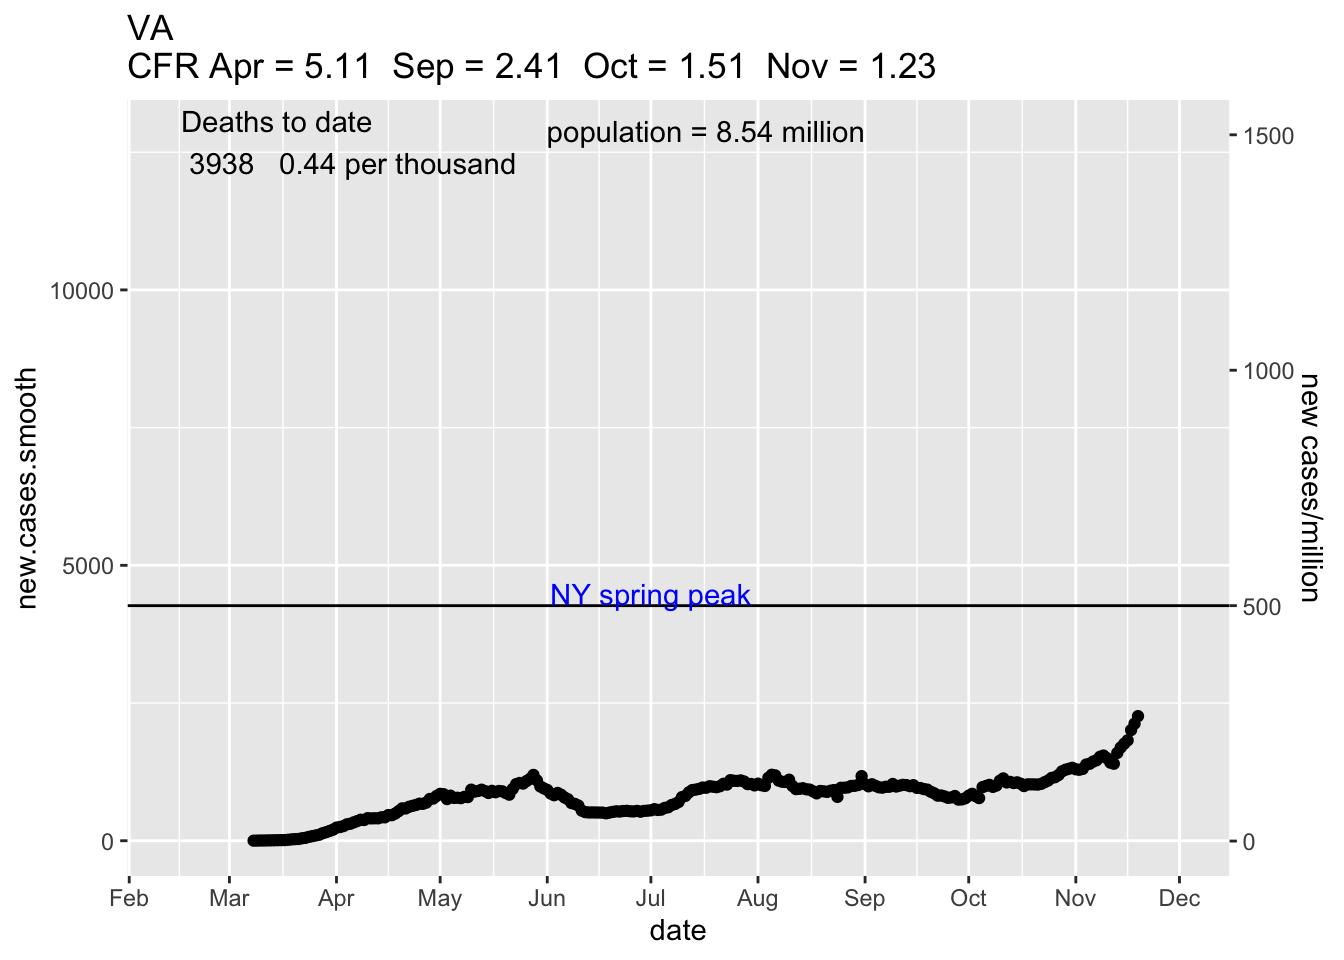 VA
CFR Apr = 5.11  Sep = 2.41  Oct = 1.51  Nov = 1.23
Deaths to date
3938   0.44 per thousand
population = 8.54 million
NY spring peak
new.cases.smooth
10000
5000
0
1500
1000
500
0
new cases/million
Feb Mar Apr May Jun Jul Aug Sep Oct Nov Dec
date